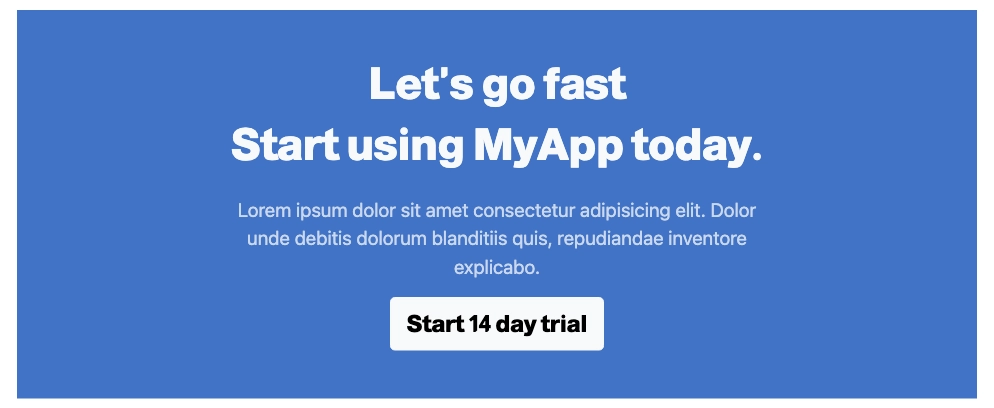 Let's go fast
Start using MyApp today.
Lorem ipsum dolor sit amet consectetur adipisicing elit. Dolor
unde debitis dolorum blanditiis quis, repudiandae inventore
explicabo.
Start 14 day trial